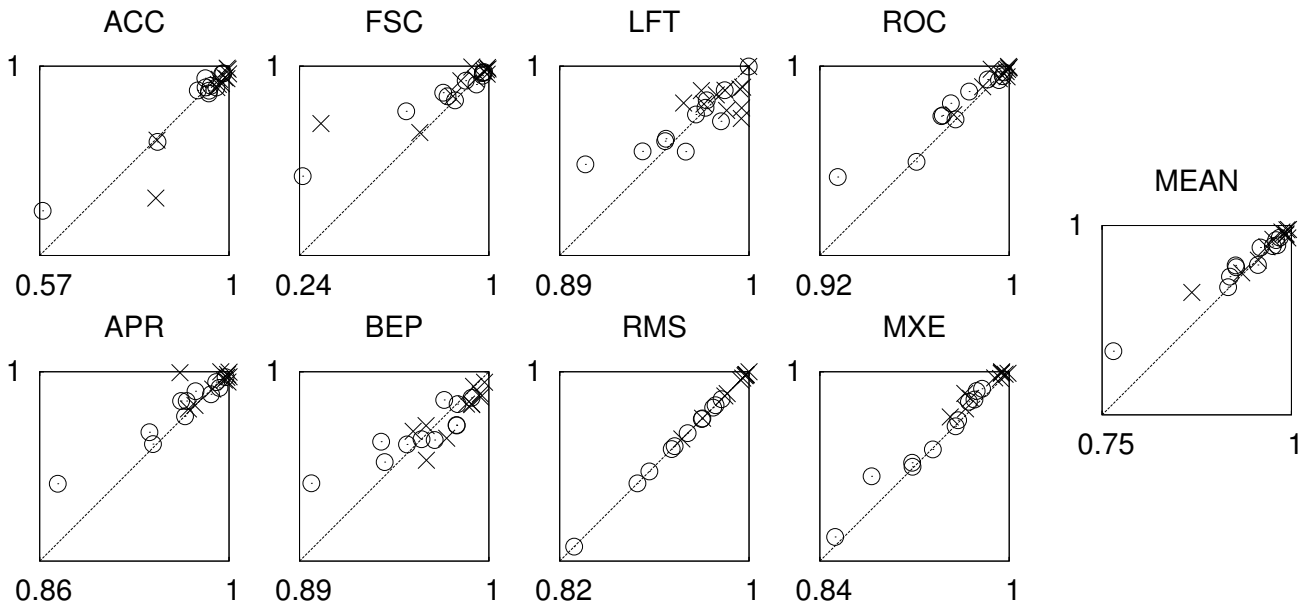 ACC FSC LFT ROC
1 1 1 1
MEAN
1
0.57 1 0.24 1 0.89 1 0.92 1
APR BEP RMS MXE
1 1 1 1
0.75 1
0.86 1 0.89 1 0.82 1 0.84 1